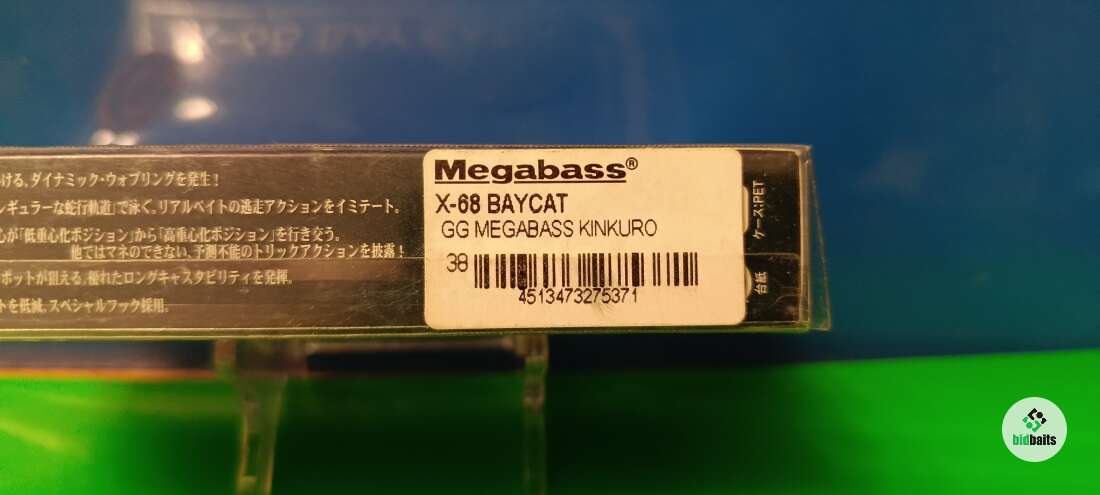 ける、ダイナミック・ウォブリングを発生!
レギュラーな蛇行軌道」で泳ぐ。リアルベイトの逃走アクションをイミテート。
心が「低重心化ポジション」から「高重心化ポジション」を行き交う。
他ではマネのできない、予測不能のトリックアクションを披露!
ポットが狙える。優れたロングキャスタビリティを発揮。
トを低減。スペシャルフック採用。
Megabass®
X-68 BAYCAT
GG MEGABASS KINKURO
38
4513473275371
ケース:PET
台紙
bidbaits